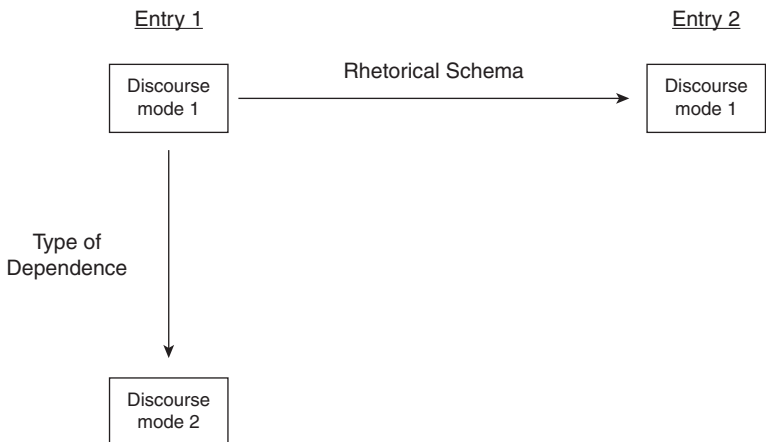 Entry 1
Entry 2
Rhetorical Schema
Discourse
mode 1
Discourse
mode 1
Type of
Dependence
Discourse
mode 2